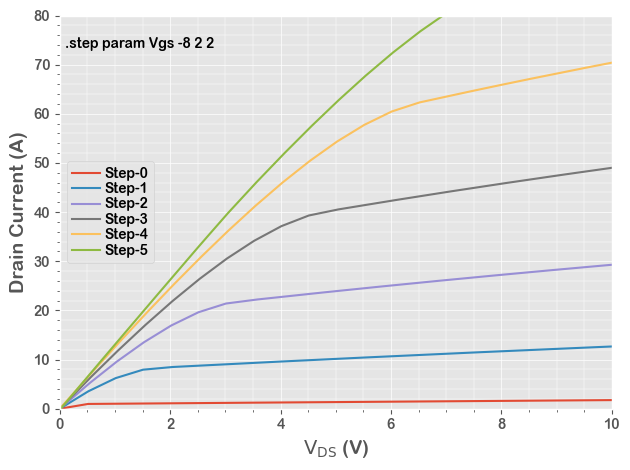 80
70
60
50
40
30
20
10
0
Drain Current (A)
.step param Vgs -8 2 2
Step-0
Step-1
Step-2
Step-3
Step-4
Step-5
0 2 4 6 8 10
V_DS (V)